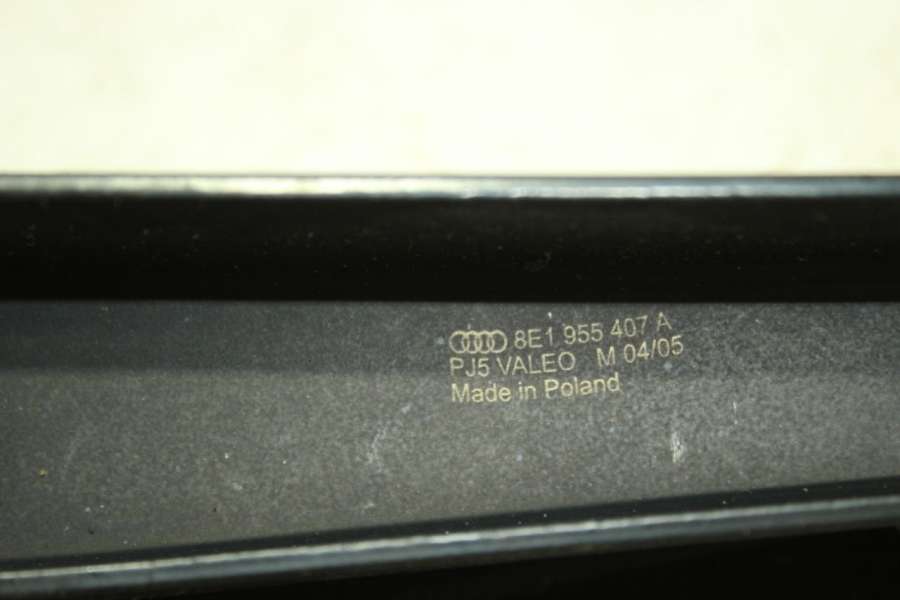 8E1 955 407 A
PJ5 VALEO M 04/05
Made in Poland